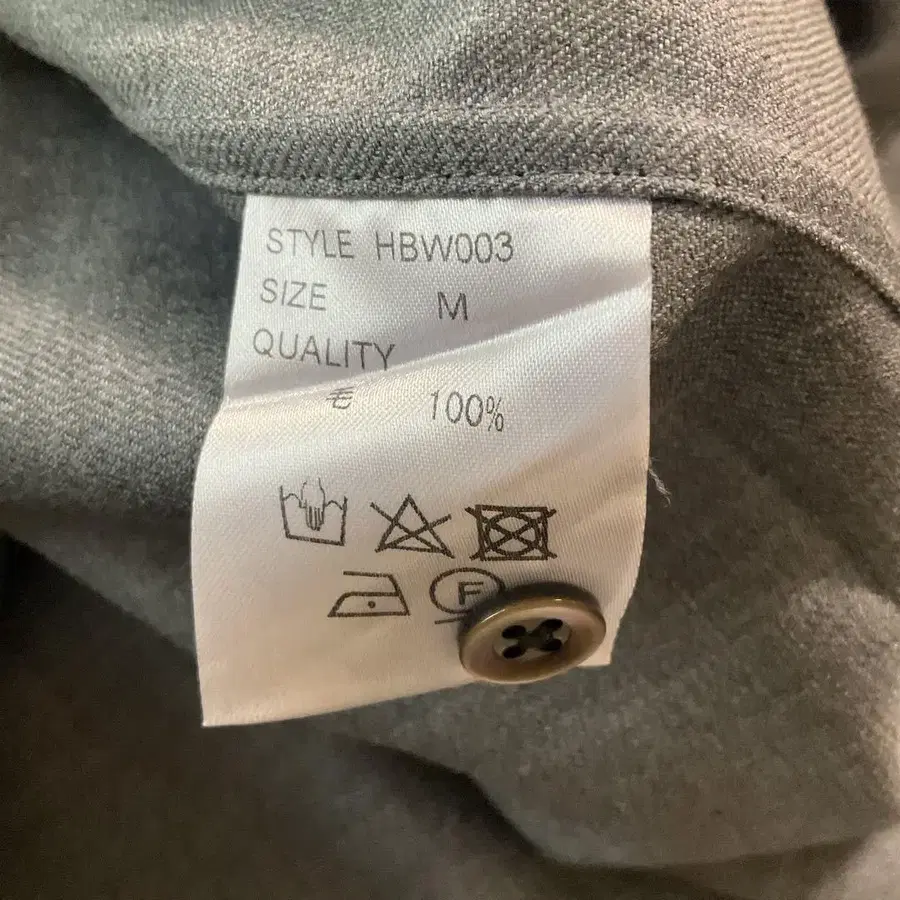 STYLE HBW003
SIZE M
QUALITY
毛 100%
F